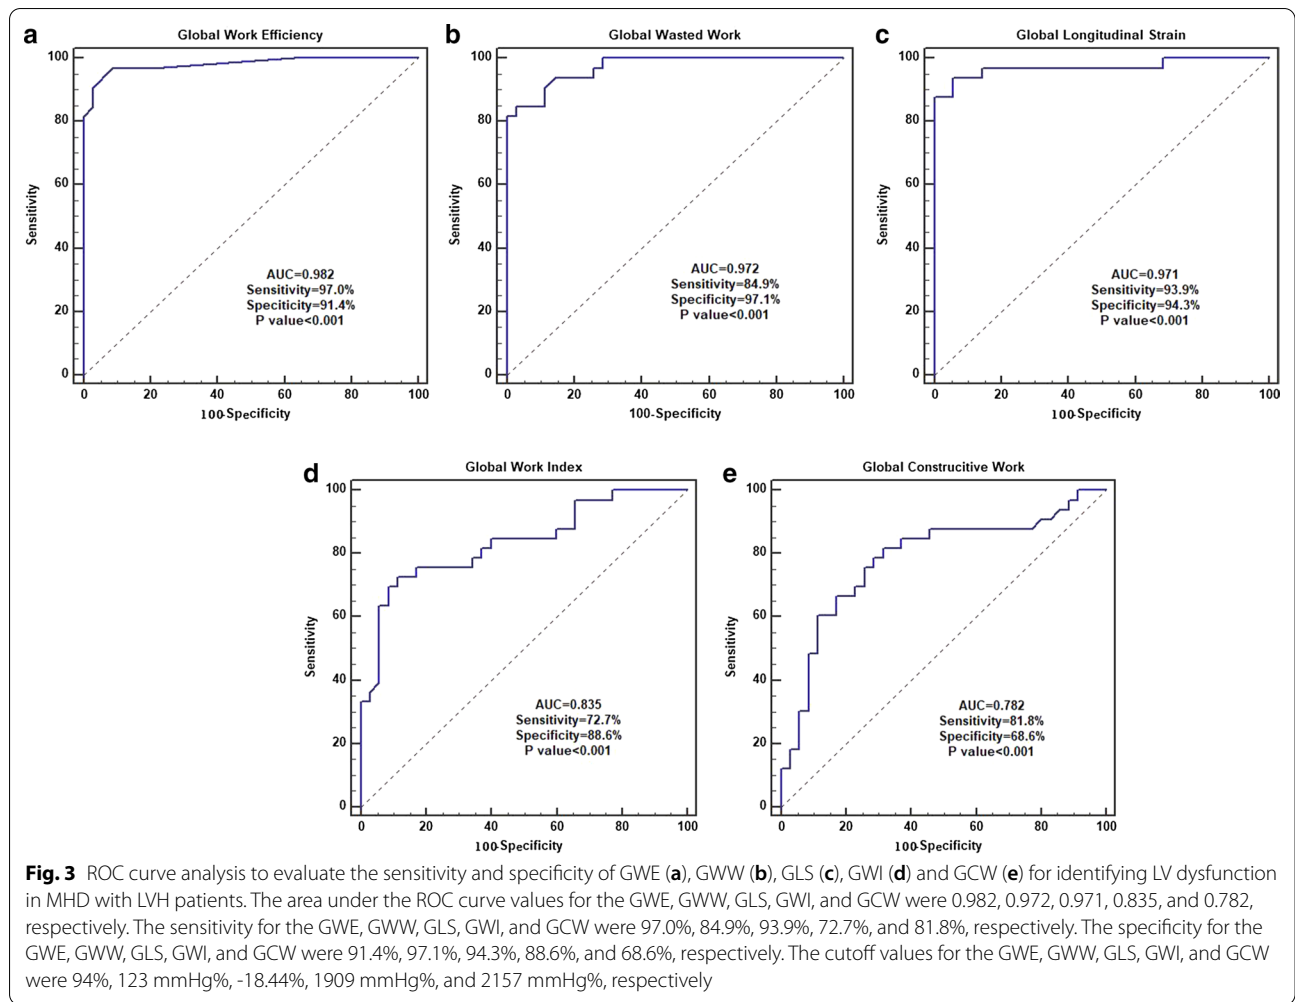 a
Global Work Efficiency
100
80
60
40
20
0
Sensitivity
AUC=0.982
Sensitivity=97.0%
Speciticity=91.4%
P value<0.001
0 20 40 60 80 100
100-Specificity
b
Global Wasted Work
100
80
60
40
20
0
Sensitivity
AUC=0.972
Sensitivity=84.9%
Specificity=97.1%
P value<0.001
0 20 40 60 80 100
100-Specificity
c
Global Longitudinal Strain
100
80
60
40
20
0
Sensitivity
AUC=0.971
Sensitivity=93.9%
Specificity=94.3%
P value<0.001
0 20 40 60 80 100
100-Specificity
d
Global Work Index
100
80
60
40
20
0
Sensitivity
AUC=0.835
Sensitivity=72.7%
Specificity=88.6%
P value<0.001
0 20 40 60 80 100
100-Specificity
e
Global Construcitive Work
100
80
60
40
20
0
Sensitivity
AUC=0.782
Sensitivity=81.8%
Specificity=68.6%
P value<0.001
0 20 40 60 80 100
100-Specificity
Fig. 3 ROC curve analysis to evaluate the sensitivity and specificity of GWE (a), GWW (b), GLS (c), GWI (d) and GCW (e) for identifying LV dysfunction
in MHD with LVH patients. The area under the ROC curve values for the GWE, GWW, GLS, GWI, and GCW were 0.982, 0.972, 0.971, 0.835, and 0.782,
respectively. The sensitivity for the GWE, GWW, GLS, GWI, and GCW were 97.0%, 84.9%, 93.9%, 72.7%, and 81.8%, respectively. The specificity for the
GWE, GWW, GLS, GWI, and GCW were 91.4%, 97.1%, 94.3%, 88.6%, and 68.6%, respectively. The cutoff values for the GWE, GWW, GLS, GWI, and GCW
were 94%, 123 mmHg%, -18.44%, 1909 mmHg%, and 2157 mmHg%, respectively